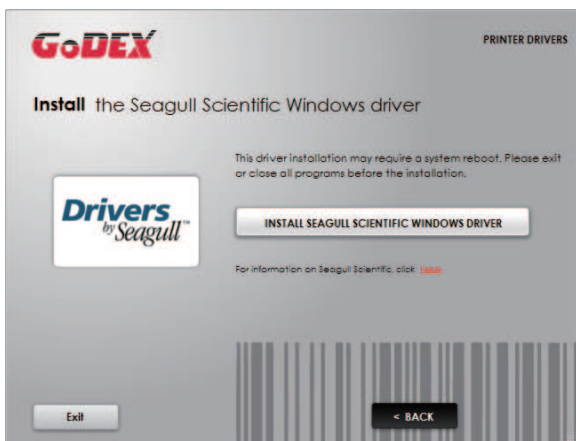 GoDEX
PRINTER DRIVERS
Install the Seagull Scientific Windows driver
This driver installation may require a system reboot. Please exit
or close all programs before the installation.
Drivers
by Seagull™
INSTALL SEAGULL SCIENTIFIC WINDOWS DRIVER
For information on Seagull Scientific, click
Exit
< BACK